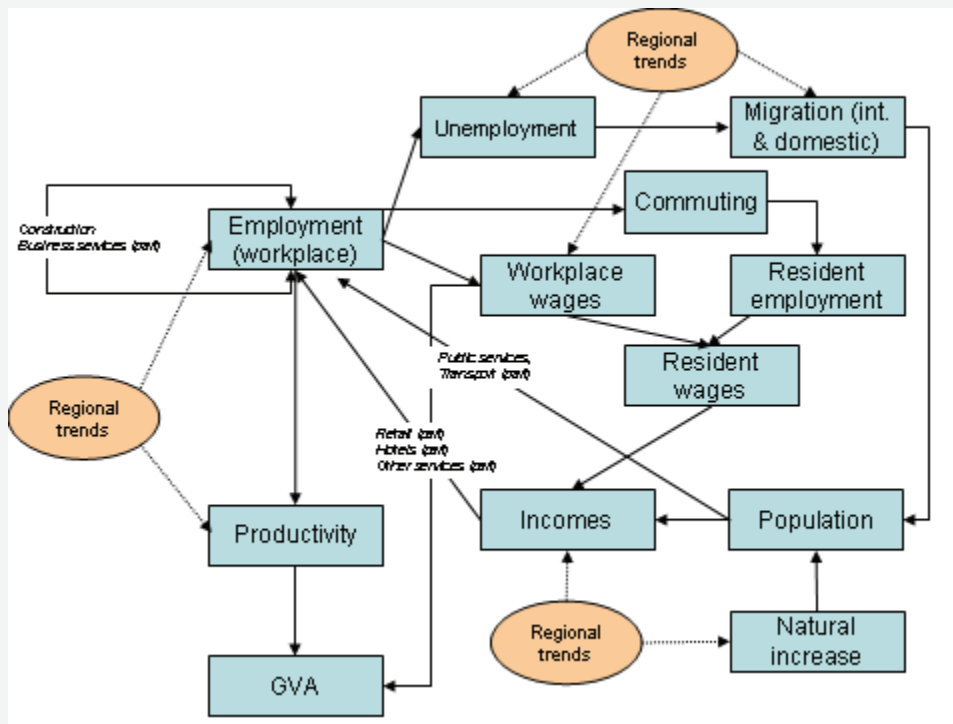 Regional
trends
Unemployment
Migration (int.
& domestic)
Commuting
Construction
Business services (part)
Employment
(workplace)
Workplace
wages
Resident
employment
Public services,
Transport (part)
Resident
wages
Regional
trends
Retail (part)
Hotels (part)
Other services (part)
Productivity
Incomes
Population
Regional
trends
Natural
increase
GVA